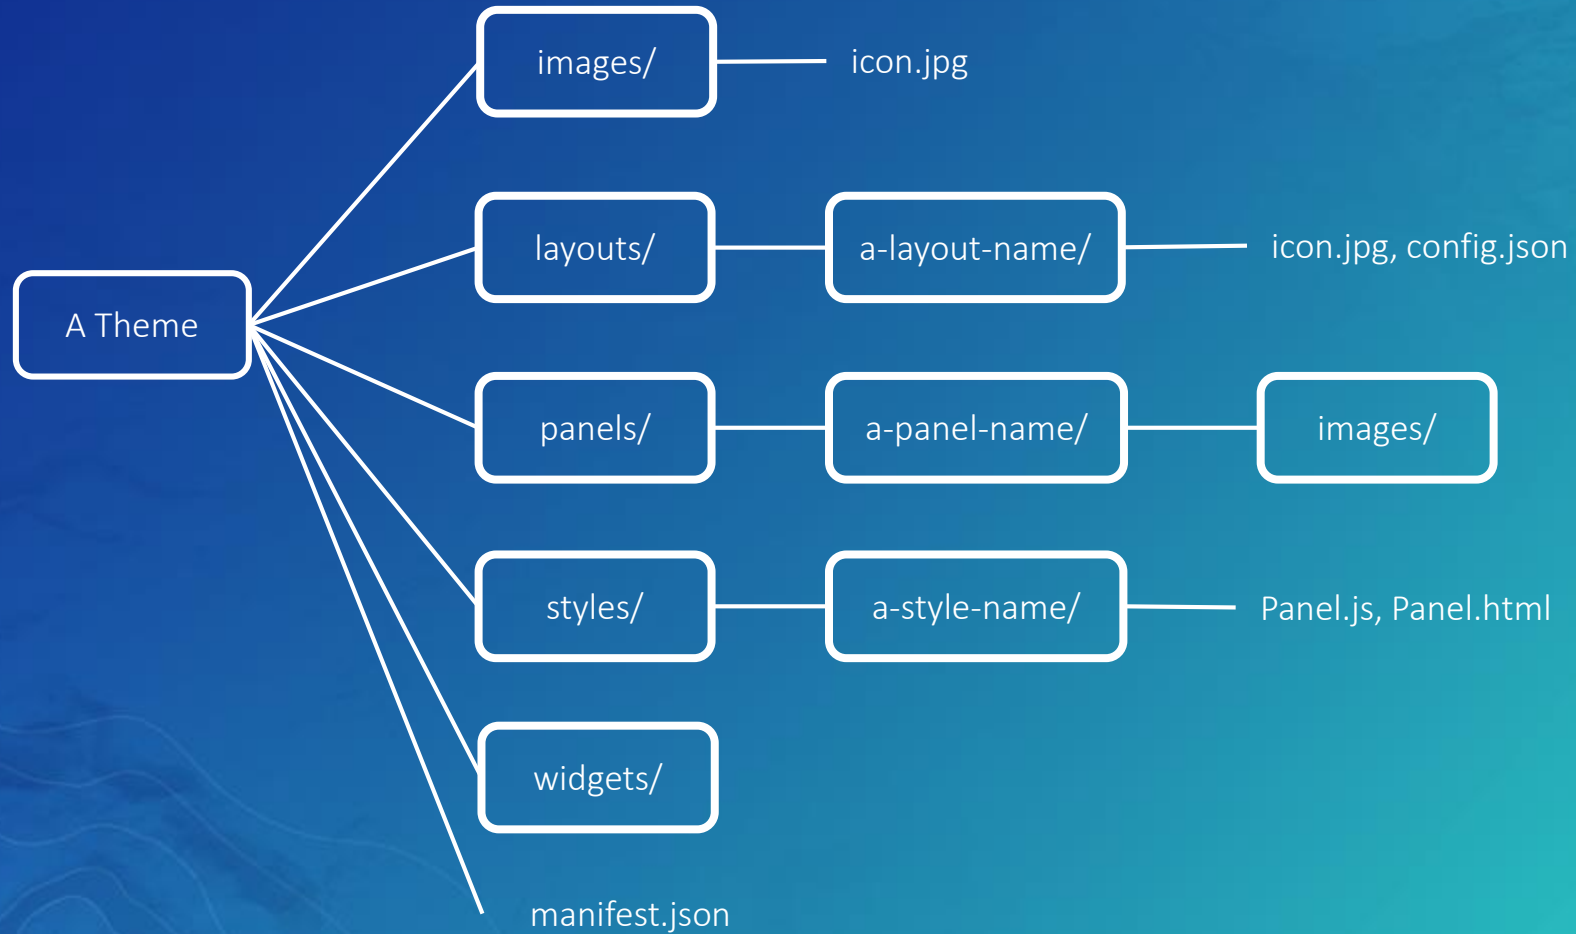 images/
icon.jpg
layouts/
a-layout-name/
icon.jpg, config.json
A Theme
panels/
a-panel-name/
images/
styles/
a-style-name/
Panel.js, Panel.html
widgets/
manifest.json